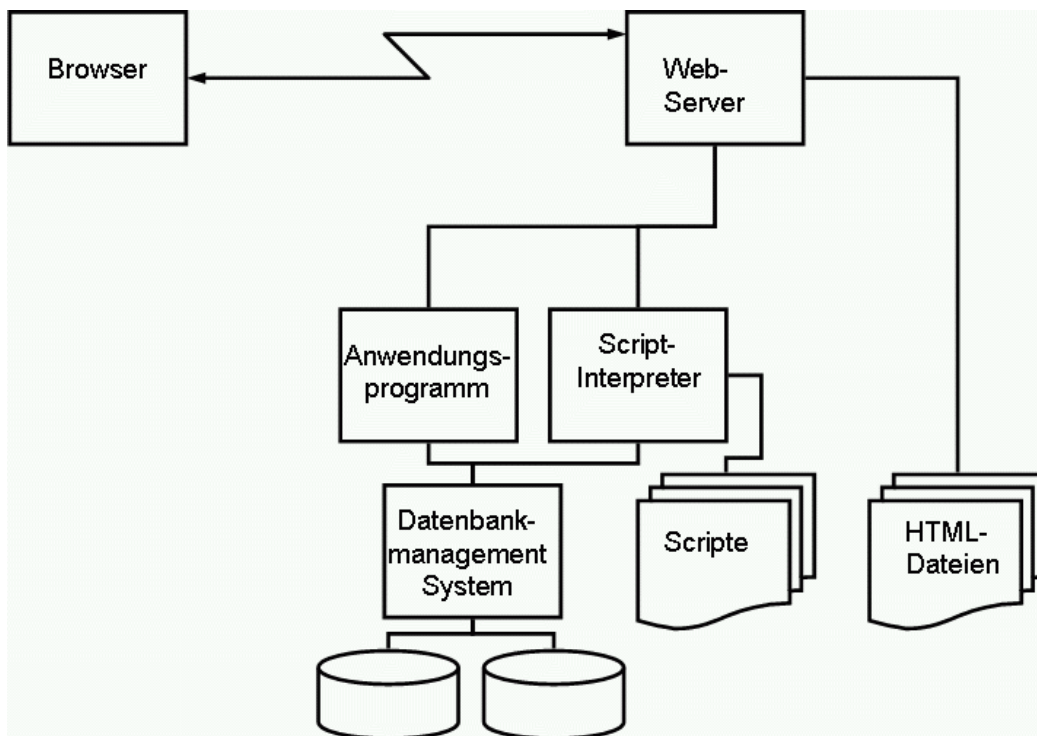 Browser
Web-
Server
Anwendungs-
programm
Script-
Interpreter
Datenbank-
management
System
Scripte
HTML-
Dateien